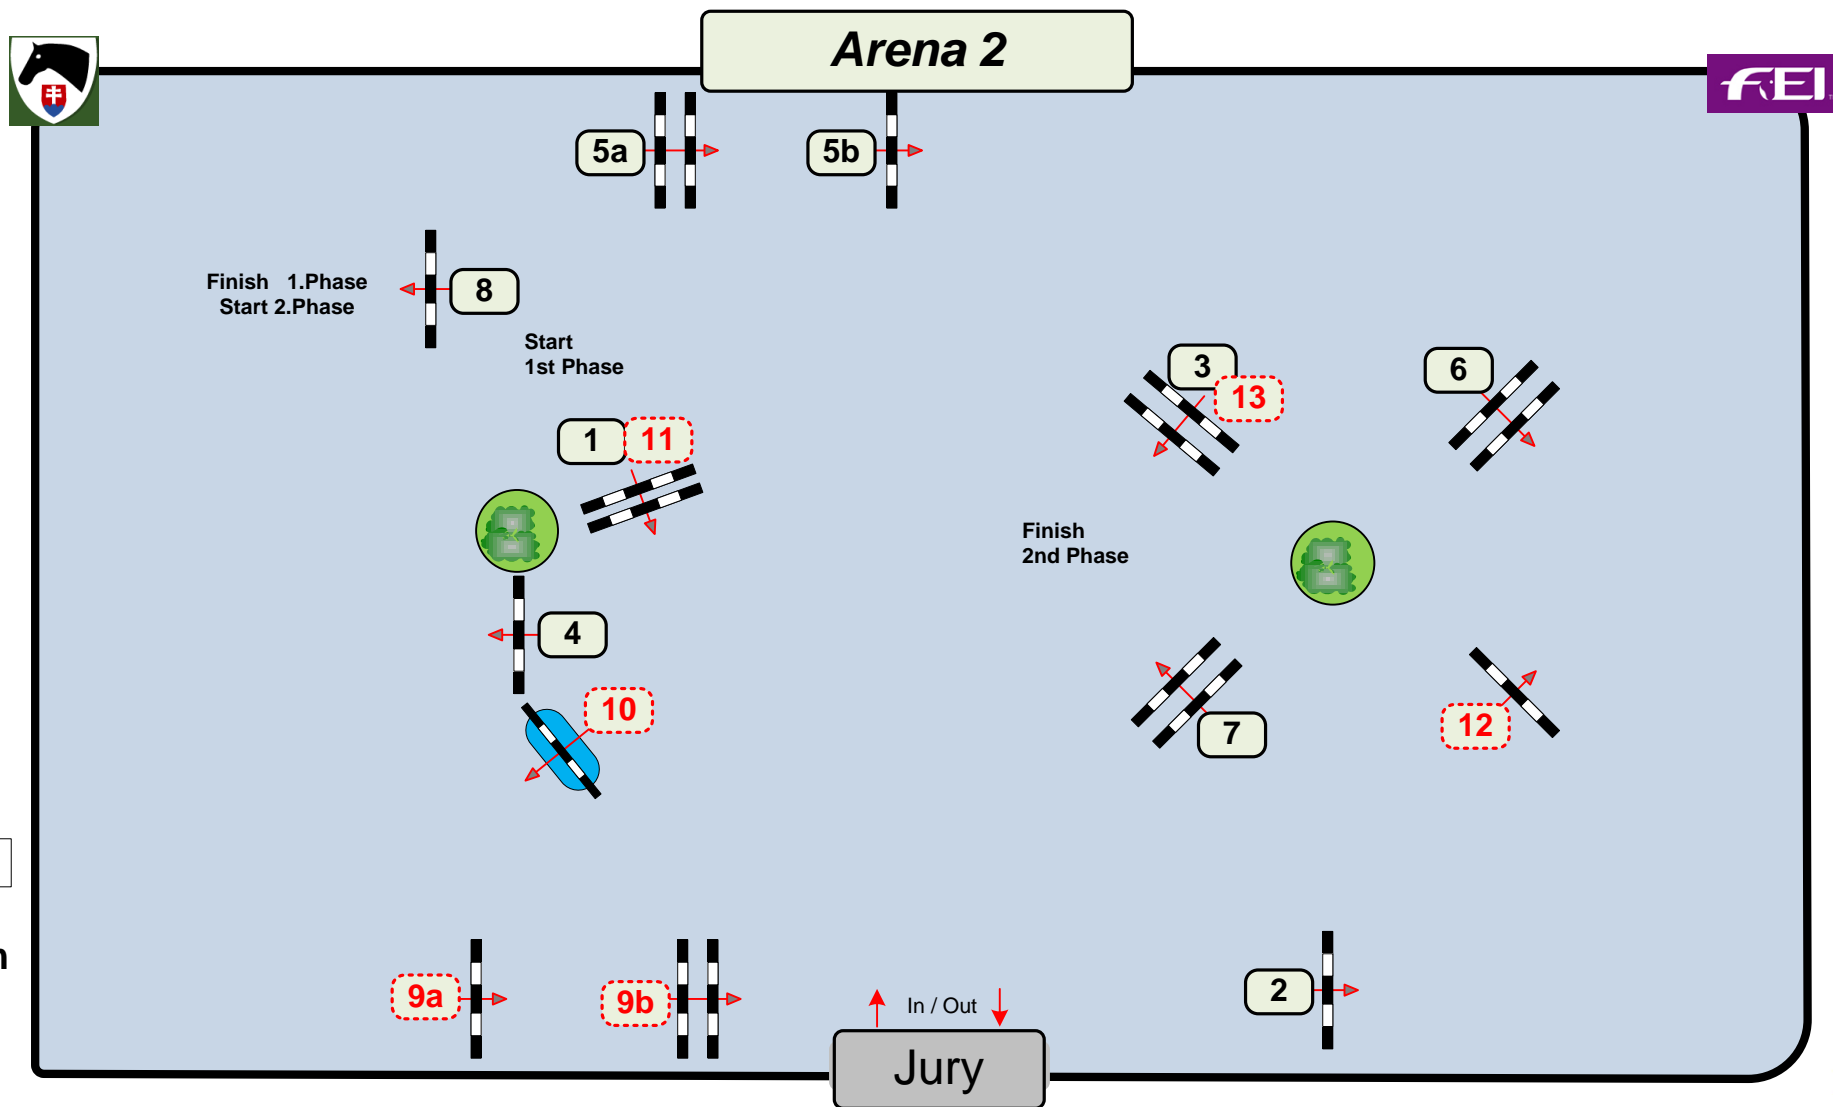 Arena 2
FEI
5a
5b
Finish 1.Phase
Start 2.Phase
8
Start
1st Phase
3
13
6
1
11
Finish
2nd Phase
4
10
7
12
n
9a
9b
In / Out
2
Jury